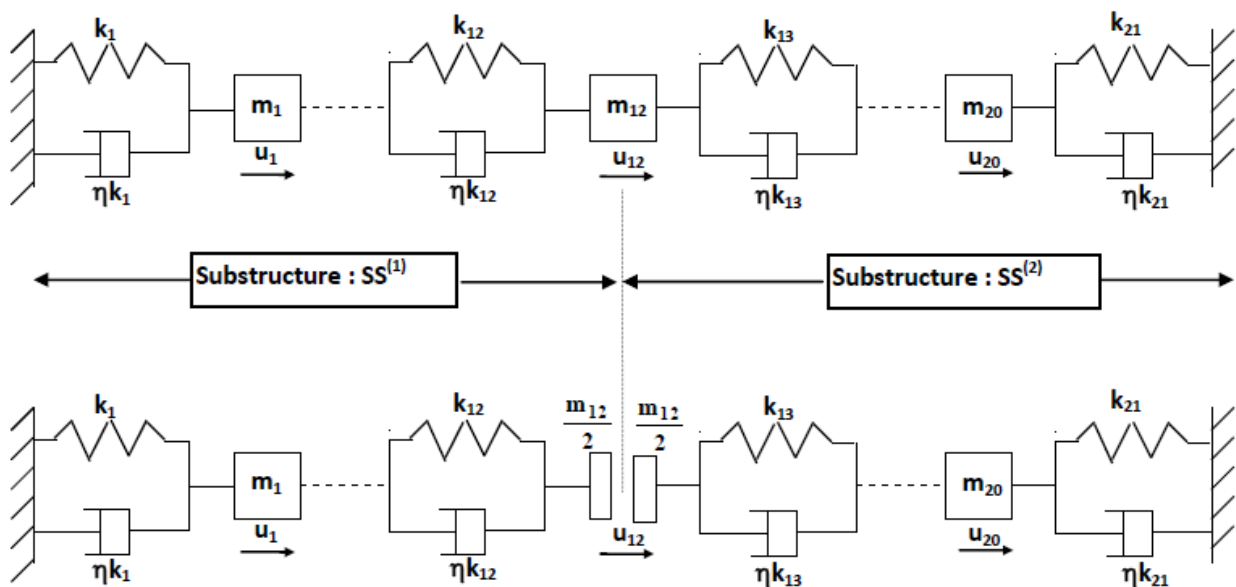 k₁ k₁₂ k₁₃ k₂₁
m₁ m₁₂ m₂₀
u₁ u₁₂ u₂₀
ηk₁ ηk₁₂ ηk₁₃ ηk₂₁
Substructure : SS⁽¹⁾ Substructure : SS⁽²⁾
k₁ k₁₂ k₁₃ k₂₁
m₁₂/2 m₁₂/2
m₁ m₂₀
u₁ u₁₂ u₂₀
ηk₁ ηk₁₂ ηk₁₃ ηk₂₁